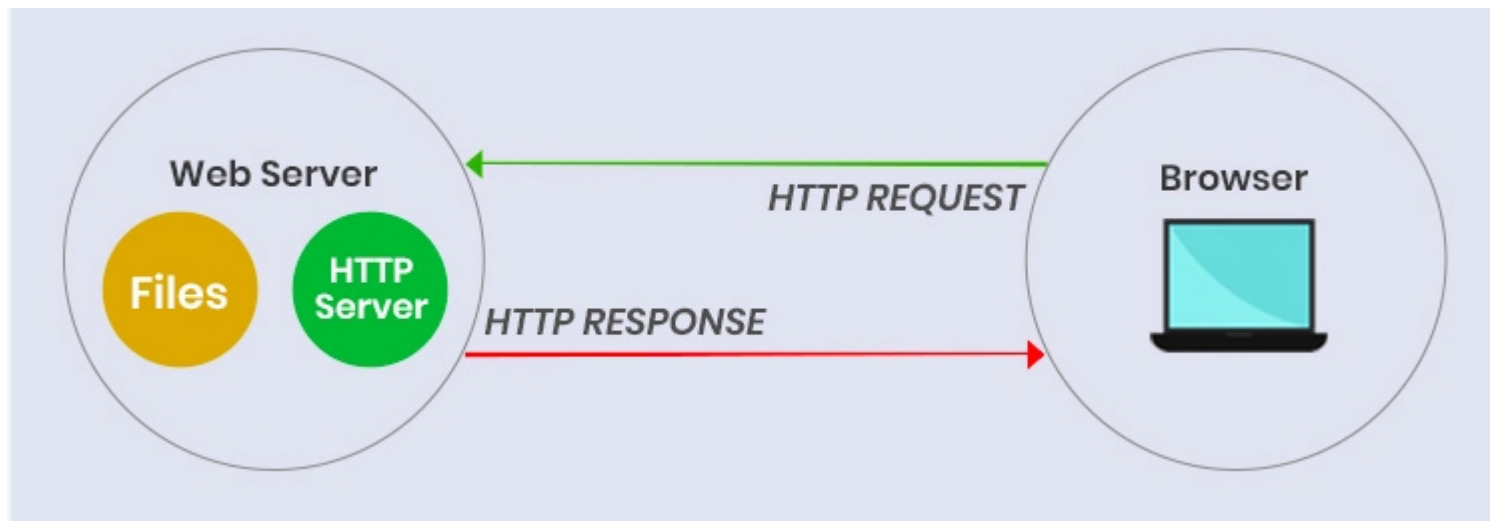 Web Server
Files
HTTP
Server
HTTP REQUEST
HTTP RESPONSE
Browser